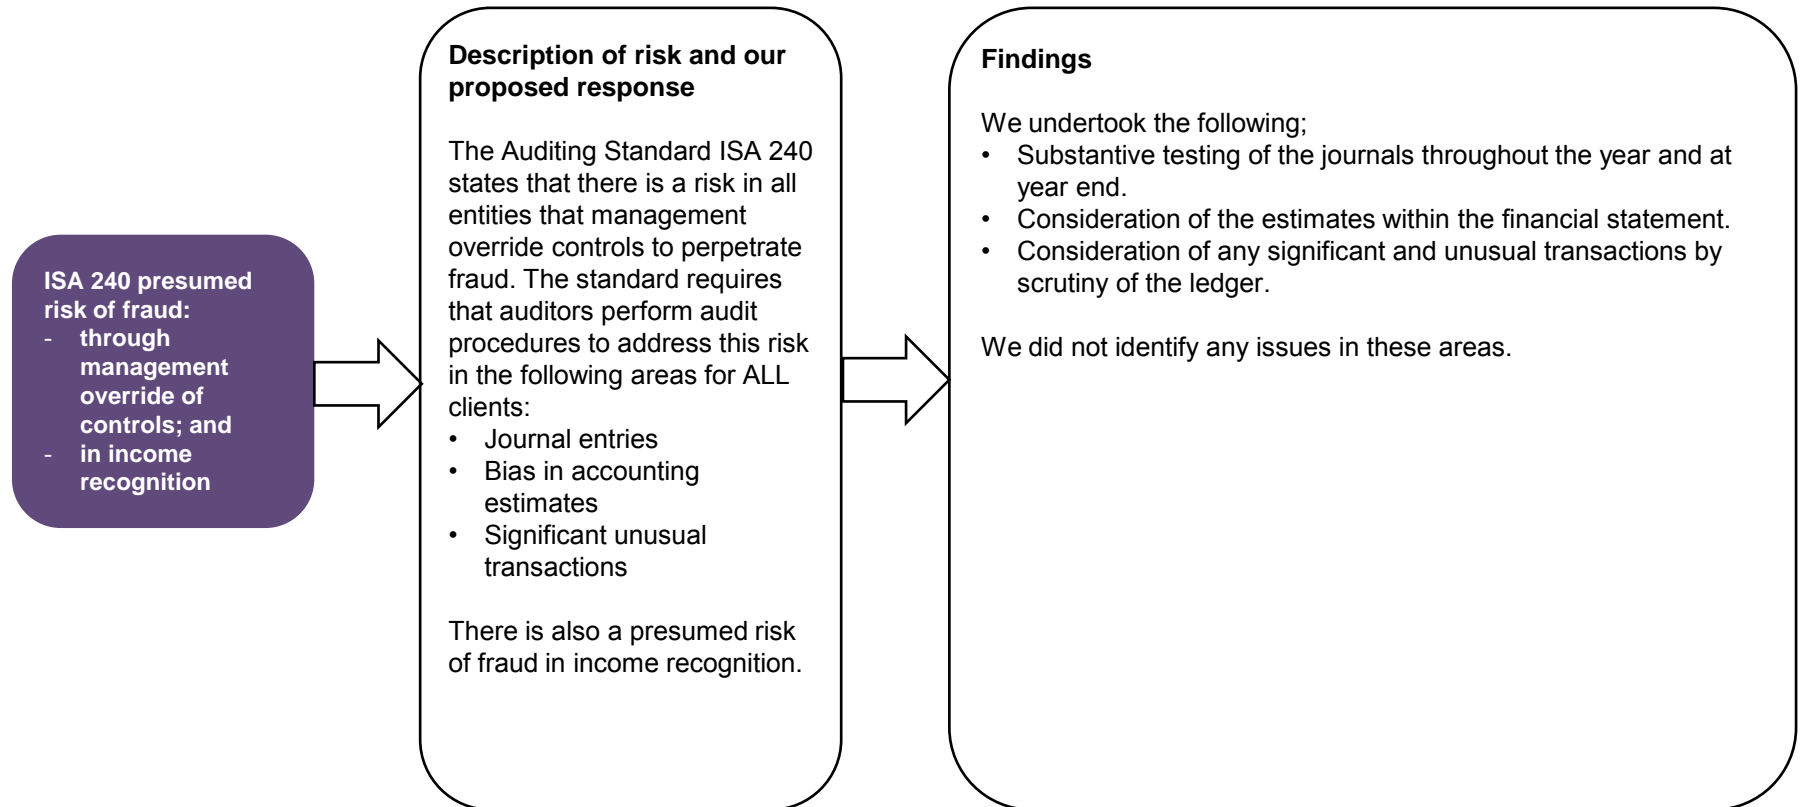 ISA 240 presumed
risk of fraud:
- through
management
override of
controls; and
- in income
recognition
Description of risk and our
proposed response
The Auditing Standard ISA 240
states that there is a risk in all
entities that management
override controls to perpetrate
fraud. The standard requires
that auditors perform audit
procedures to address this risk
in the following areas for ALL
clients:
• Journal entries
• Bias in accounting
estimates
• Significant unusual
transactions
There is also a presumed risk
of fraud in income recognition.
Findings
We undertook the following;
• Substantive testing of the journals throughout the year and at
year end.
• Consideration of the estimates within the financial statement.
• Consideration of any significant and unusual transactions by
scrutiny of the ledger.
We did not identify any issues in these areas.